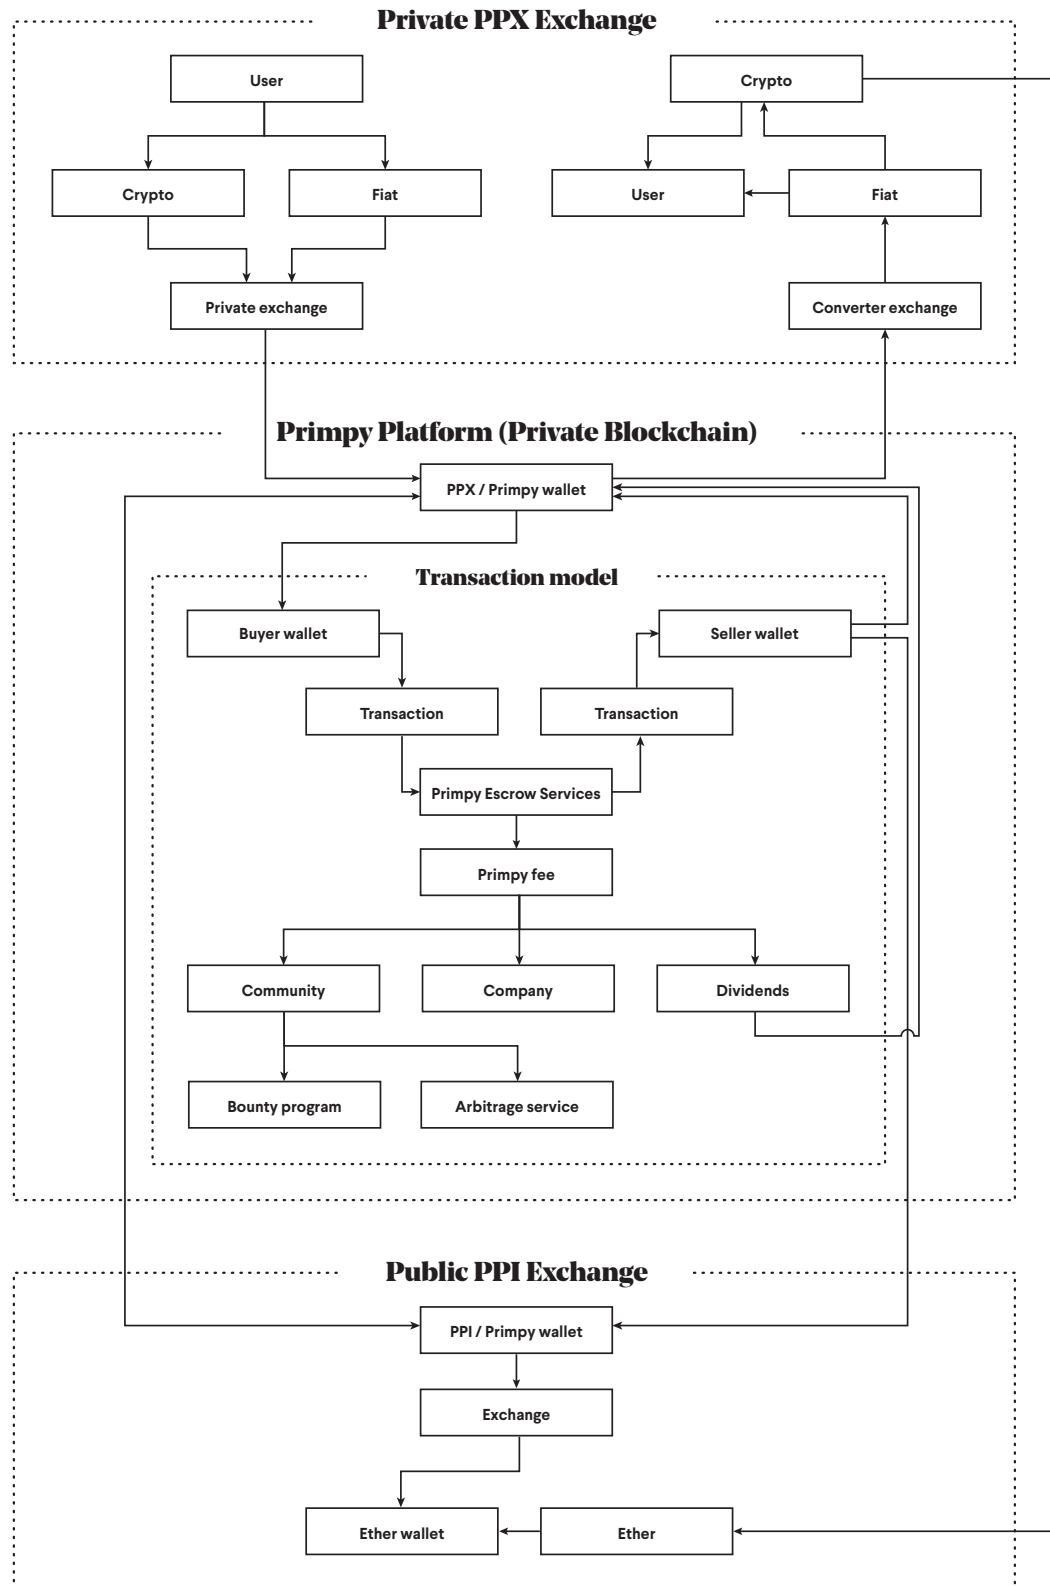 Private PPX Exchange
User
Crypto
Crypto
Fiat
User
Fiat
Private exchange
Converter exchange
Primpy Platform (Private Blockchain)
PPX / Primpy wallet
Transaction model
Buyer wallet
Seller wallet
Transaction
Transaction
Primpy Escrow Services
Primpy fee
Community
Company
Dividends
Bounty program
Arbitrage service
Public PPI Exchange
PPI / Primpy wallet
Exchange
Ether wallet
Ether